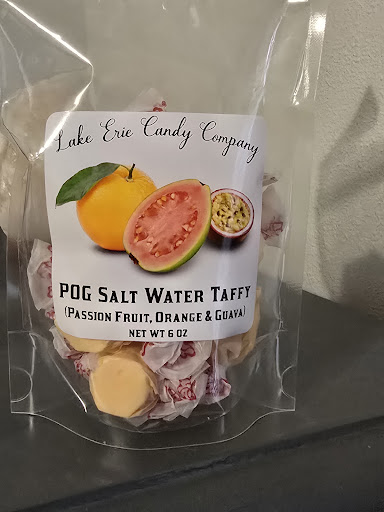 Lake Erie Candy Company
POG Salt Water Taffy
(Passion Fruit, Orange & Guava)
Net Wt 6 oz